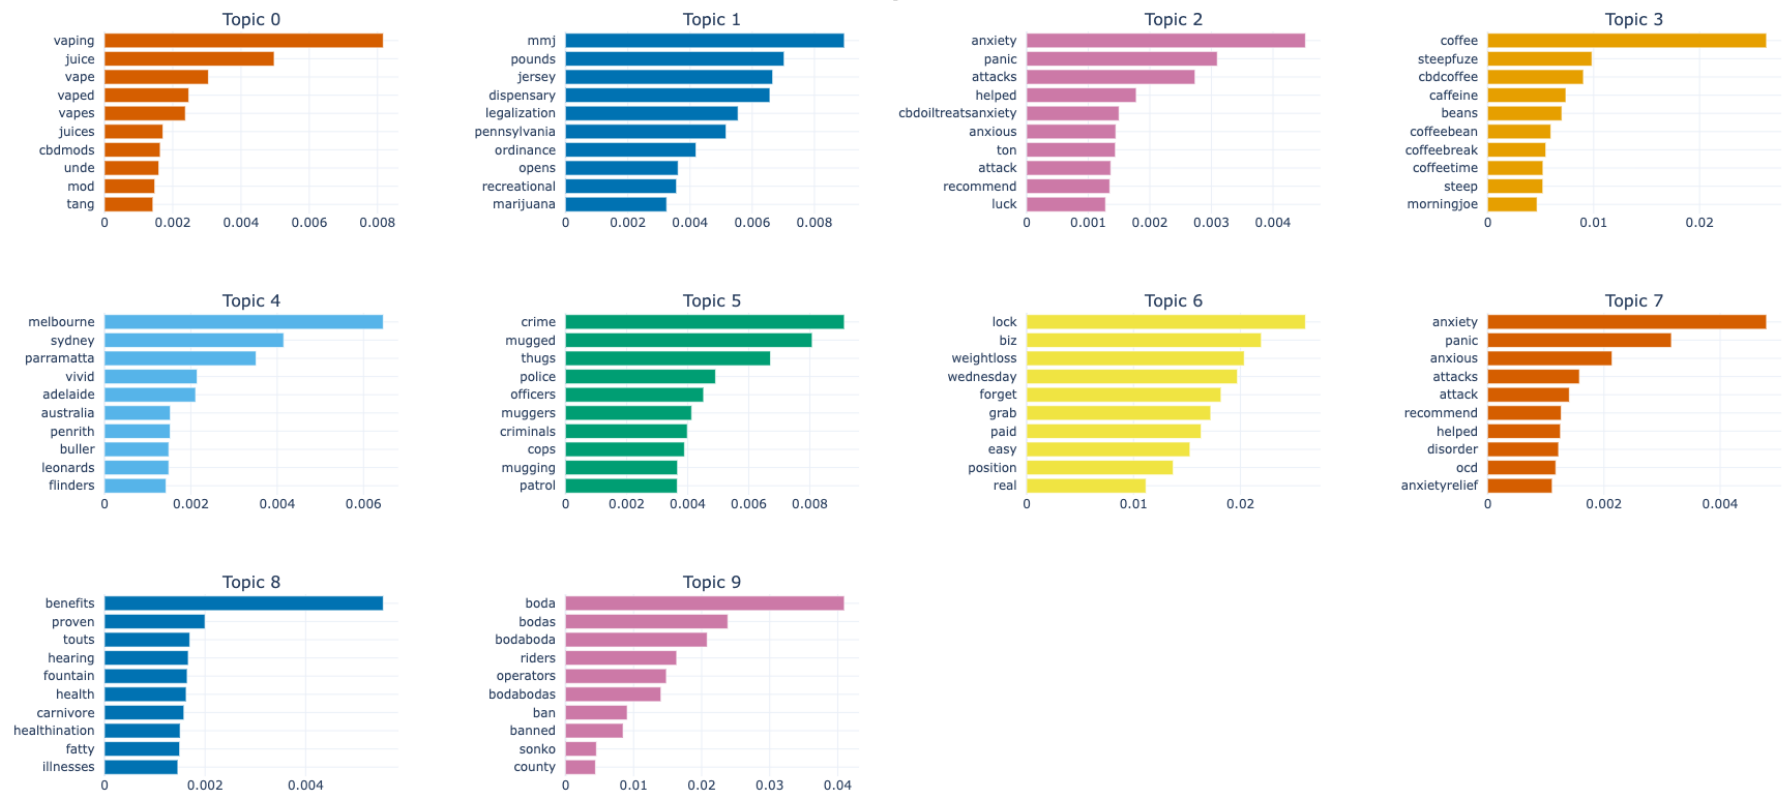 Topic 0
vaping
juice
vape
vaped
vapes
juices
cbdmods
unde
mod
tang
0 0.002 0.004 0.006 0.008
Topic 1
mmj
pounds
jersey
dispensary
legalization
pennsylvania
ordinance
opens
recreational
marijuana
0 0.002 0.004 0.006 0.008
Topic 2
anxiety
panic
attacks
helped
cbdoiltreatsanxiety
anxious
ton
attack
recommend
luck
0 0.001 0.002 0.003 0.004
Topic 3
coffee
steepfuze
cbdcoffee
caffeine
beans
coffeebean
coffeebreak
coffeetime
steep
morningjoe
0 0.01 0.02
Topic 4
melbourne
sydney
parramatta
vivid
adelaide
australia
penrith
buller
leonards
flinders
0 0.002 0.004 0.006
Topic 5
crime
mugged
thugs
police
officers
muggers
criminals
cops
mugging
patrol
0 0.002 0.004 0.006 0.008
Topic 6
lock
biz
weightloss
wednesday
forget
grab
paid
easy
position
real
0 0.01 0.02
Topic 7
anxiety
panic
anxious
attacks
attack
recommend
helped
disorder
ocd
anxietyrelief
0 0.002 0.004
Topic 8
benefits
proven
touts
hearing
fountain
health
carnivore
healthination
fatty
illnesses
0 0.002 0.004
Topic 9
boda
bodas
bodaboda
riders
operators
bodabodas
ban
banned
sonko
county
0 0.01 0.02 0.03 0.04